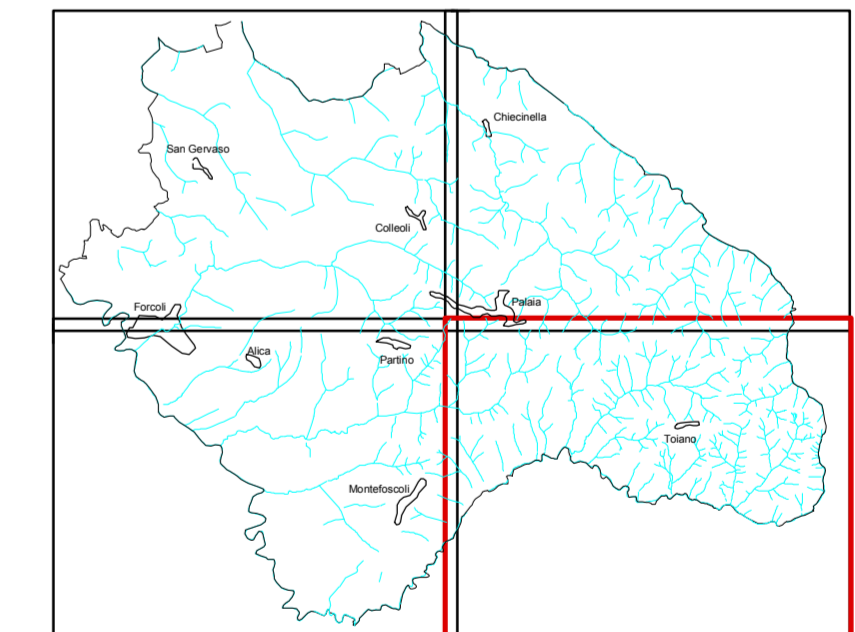 Chiecinella
San Gervaso
Colleoli
Palaia
Forcoli
Alica
Partino
Toiano
Montefoscoli